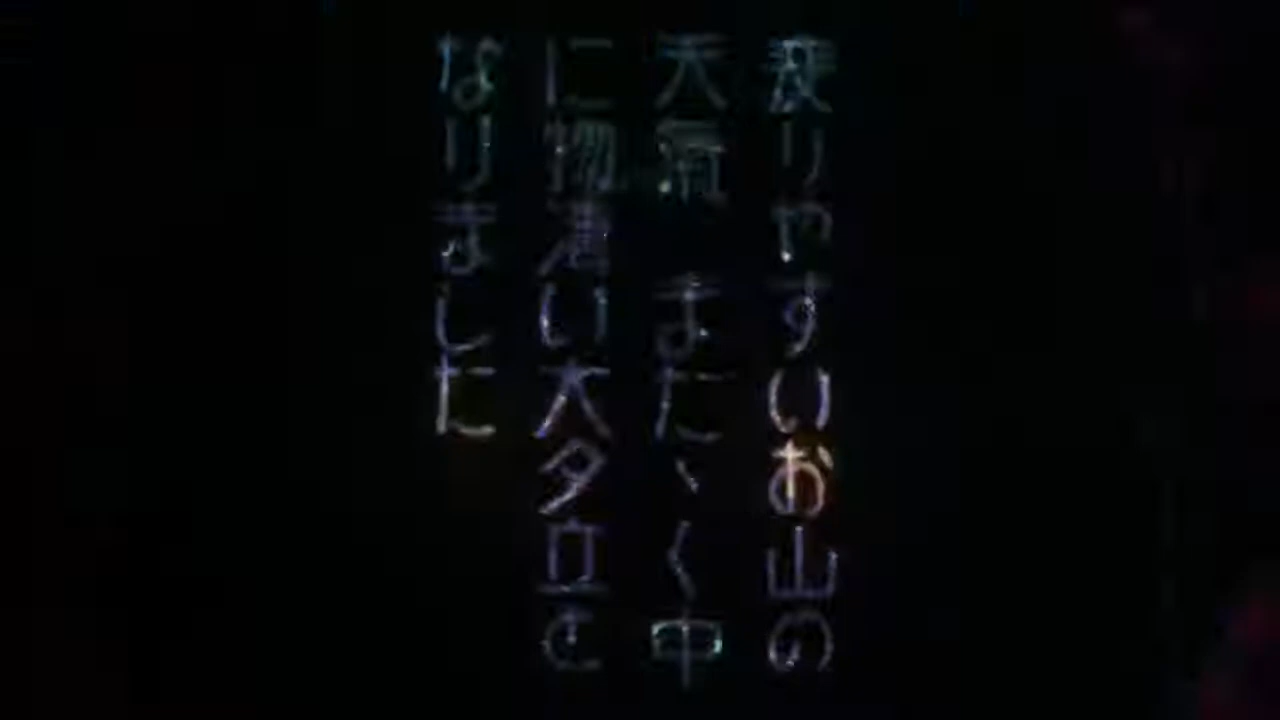 変りやすいお山の
天氣 またゝく中
に物凄い大夕立と
なりました